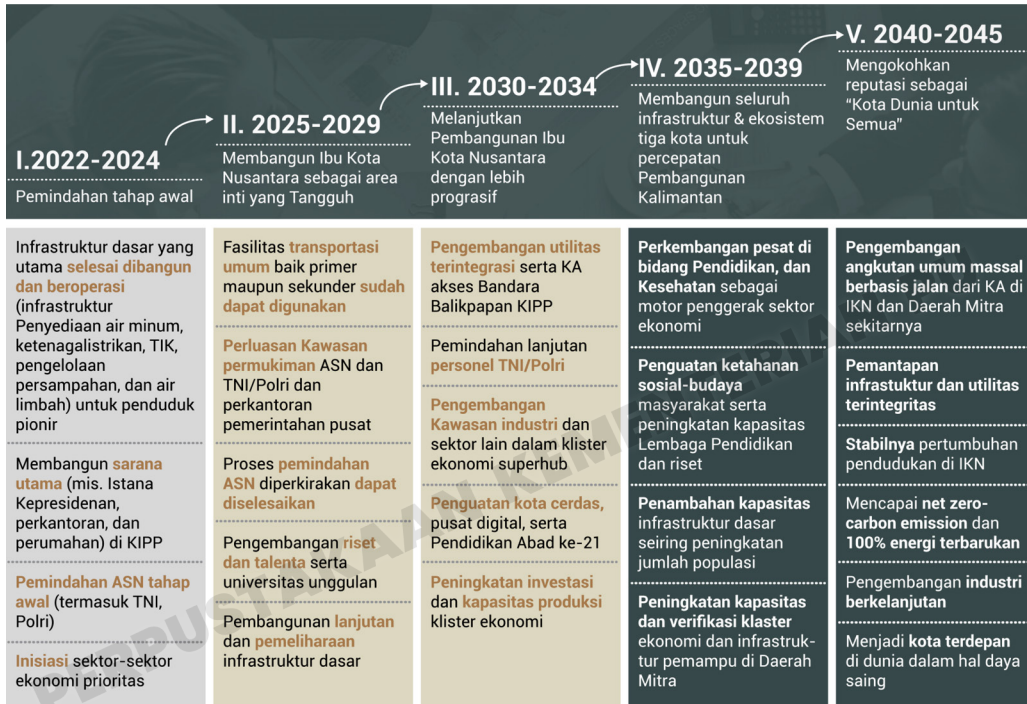 I.2022-2024
Pemindahan tahap awal
II. 2025-2029
Membangun Ibu Kota
Nusantara sebagai area
inti yang Tangguh
III. 2030-2034
Melanjutkan
Pembangunan Ibu
Kota Nusantara
dengan lebih
prograsif
IV. 2035-2039
Membangun seluruh
infrastruktur & ekosistem
tiga kota untuk
percepatan
Pembangunan
Kalimantan
V. 2040-2045
Mengokohkan
reputasi sebagai
“Kota Dunia untuk
Semua”
Infrastruktur dasar yang
utama selesai dibangun
dan beroperasi
(infrastruktur
Penyediaan air minum,
ketenagalistrikan, TIK,
pengelolaan
persampahan, dan air
limbah) untuk penduduk
pionir
Membangun sarana
utama (mis. Istana
Kepresidenan,
perkantoran, dan
perumahan) di KIPP
Pemindahan ASN tahap
awal (termasuk TNI,
Polri)
Inisiasi sektor-sektor
ekonomi prioritas
Fasilitas transportasi
umum baik primer
maupun sekunder sudah
dapat digunakan
Perluasan Kawasan
permukiman ASN dan
TNI/Polri dan
perkantoran
pemerintahan pusat
Proses pemindahan
ASN diperkirakan dapat
diselesaikan
Pengembangan riset
dan talenta serta
universitas unggulan
Pembangunan lanjutan
dan pemeliharaan
infrastruktur dasar
Pengembangan utilitas
terintegrasi serta KA
akses Bandara
Balikpapan KIPP
Pemindahan lanjutan
personel TNI/Polri
Pengembangan
Kawasan industri dan
sektor lain dalam klister
ekonomi superhub
Penguatan kota cerdas,
pusat digital, serta
Pendidikan Abad ke-21
Peningkatan investasi
dan kapasitas produksi
klister ekonomi
Perkembangan pesat di
bidang Pendidikan, dan
Kesehatan sebagai
motor penggerak sektor
ekonomi
Penguatan ketahanan
sosial-budaya
masyarakat serta
peningkatan kapasitas
Lembaga Pendidikan
dan riset
Penambahan kapasitas
infrastruktur dasar
seiring peningkatan
jumlah populasi
Peningkatan kapasitas
dan verifikasi klaster
ekonomi dan infrastruk-
tur pemampu di Daerah
Mitra
Pengembangan
angkutan umum massal
berbasis jalan dari KA di
IKN dan Daerah Mitra
sekitarnya
Pemantapan
infrastuktur dan utilitas
terintegritas
Stabilnya pertumbuhan
pendudukan di IKN
Mencapai net zero-
carbon emission dan
100% energi terbarukan
Pengembangan industri
berkelanjutan
Menjadi kota terdepan
di dunia dalam hal daya
saing
PERPUSTAKAAN KEMENTERIAN